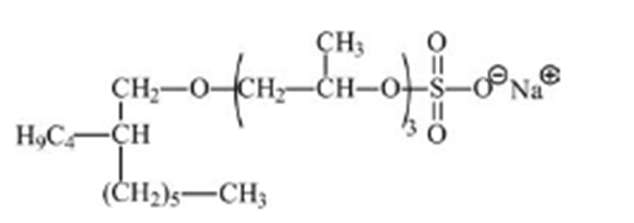 CH₃ O
CH₂—O—(CH₂—CH—O)₃—S—O⊖Na⊕
O
H₉C₄—CH
(CH₂)₅—CH₃